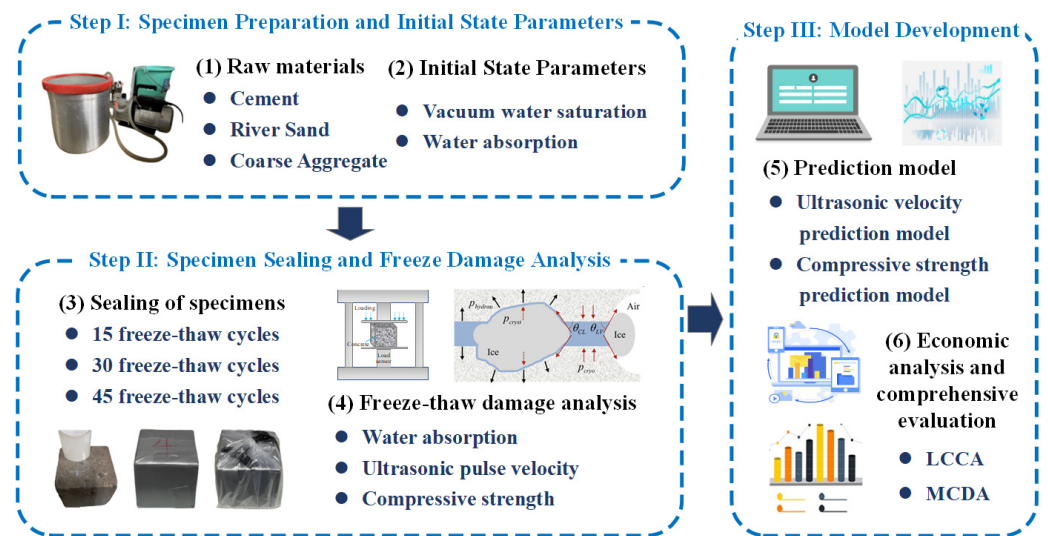 Step I: Specimen Preparation and Initial State Parameters
(1) Raw materials
Cement
River Sand
Coarse Aggregate
(2) Initial State Parameters
Vacuum water saturation
Water absorption
Step II: Specimen Sealing and Freeze Damage Analysis
(3) Sealing of specimens
15 freeze-thaw cycles
30 freeze-thaw cycles
45 freeze-thaw cycles
Loading
Concrete
Load
p_hydrau
p_cryst
Ice
θ_CL θ_LV
p_cryo
Air
Ice
(4) Freeze-thaw damage analysis
Water absorption
Ultrasonic pulse velocity
Compressive strength
Step III: Model Development
(5) Prediction model
Ultrasonic velocity
prediction model
Compressive strength
prediction model
(6) Economic
analysis and
comprehensive
evaluation
LCCA
MCDA